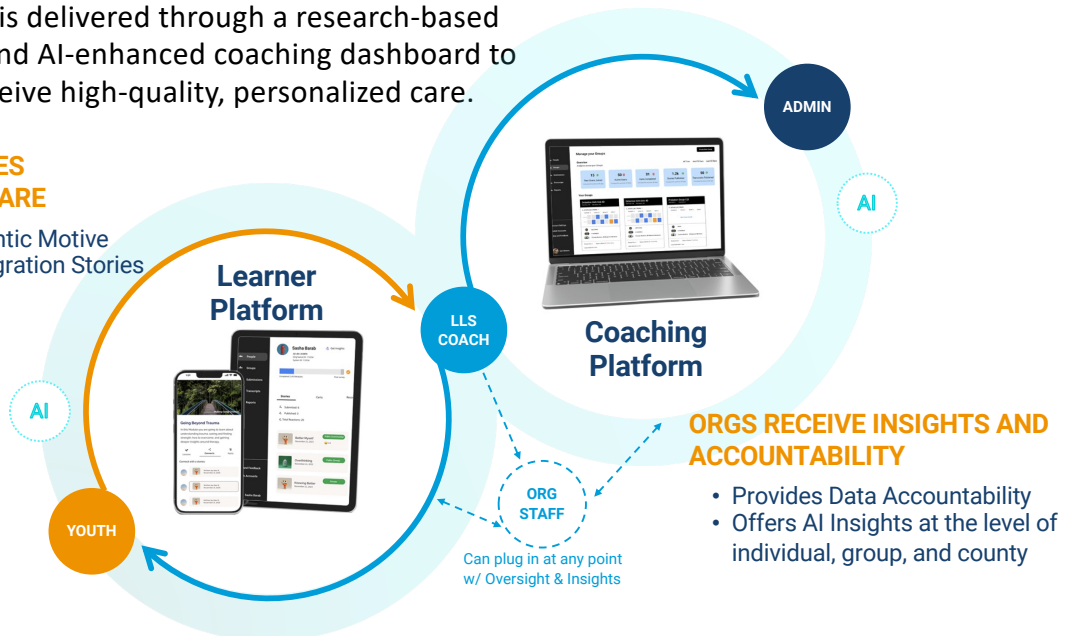 is delivered through a research-based
nd AI-enhanced coaching dashboard to
eive high-quality, personalized care.
ADMIN
ES
ARE
AI
ntic Motive
gration Stories
Learner
Platform
LLS
COACH
Coaching
Platform
Manage your Groups
Sasha Barab
AI
Going Beyond Trauma
ORGS RECEIVE INSIGHTS AND
ACCOUNTABILITY
• Provides Data Accountability
• Offers AI Insights at the level of
individual, group, and county
ORG
STAFF
YOUTH
Can plug in at any point
w/ Oversight & Insights